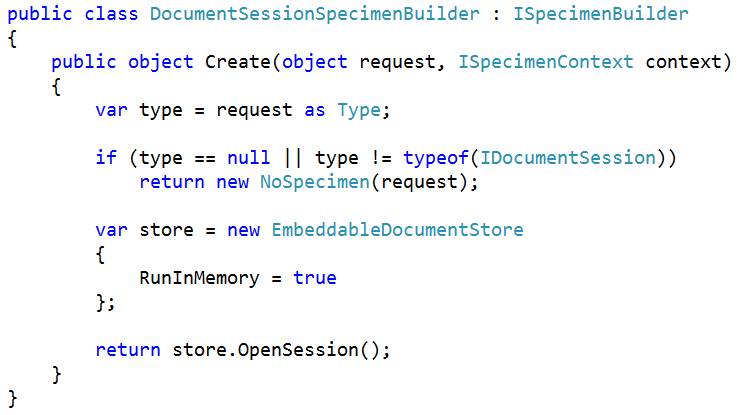 public class DocumentSessionSpecimenBuilder : ISpecimenBuilder
{
    public object Create(object request, ISpecimenContext context)
    {
        var type = request as Type;

        if (type == null || type != typeof(IDocumentSession))
            return new NoSpecimen(request);

        var store = new EmbeddableDocumentStore
        {
            RunInMemory = true
        };

        return store.OpenSession();
    }
}